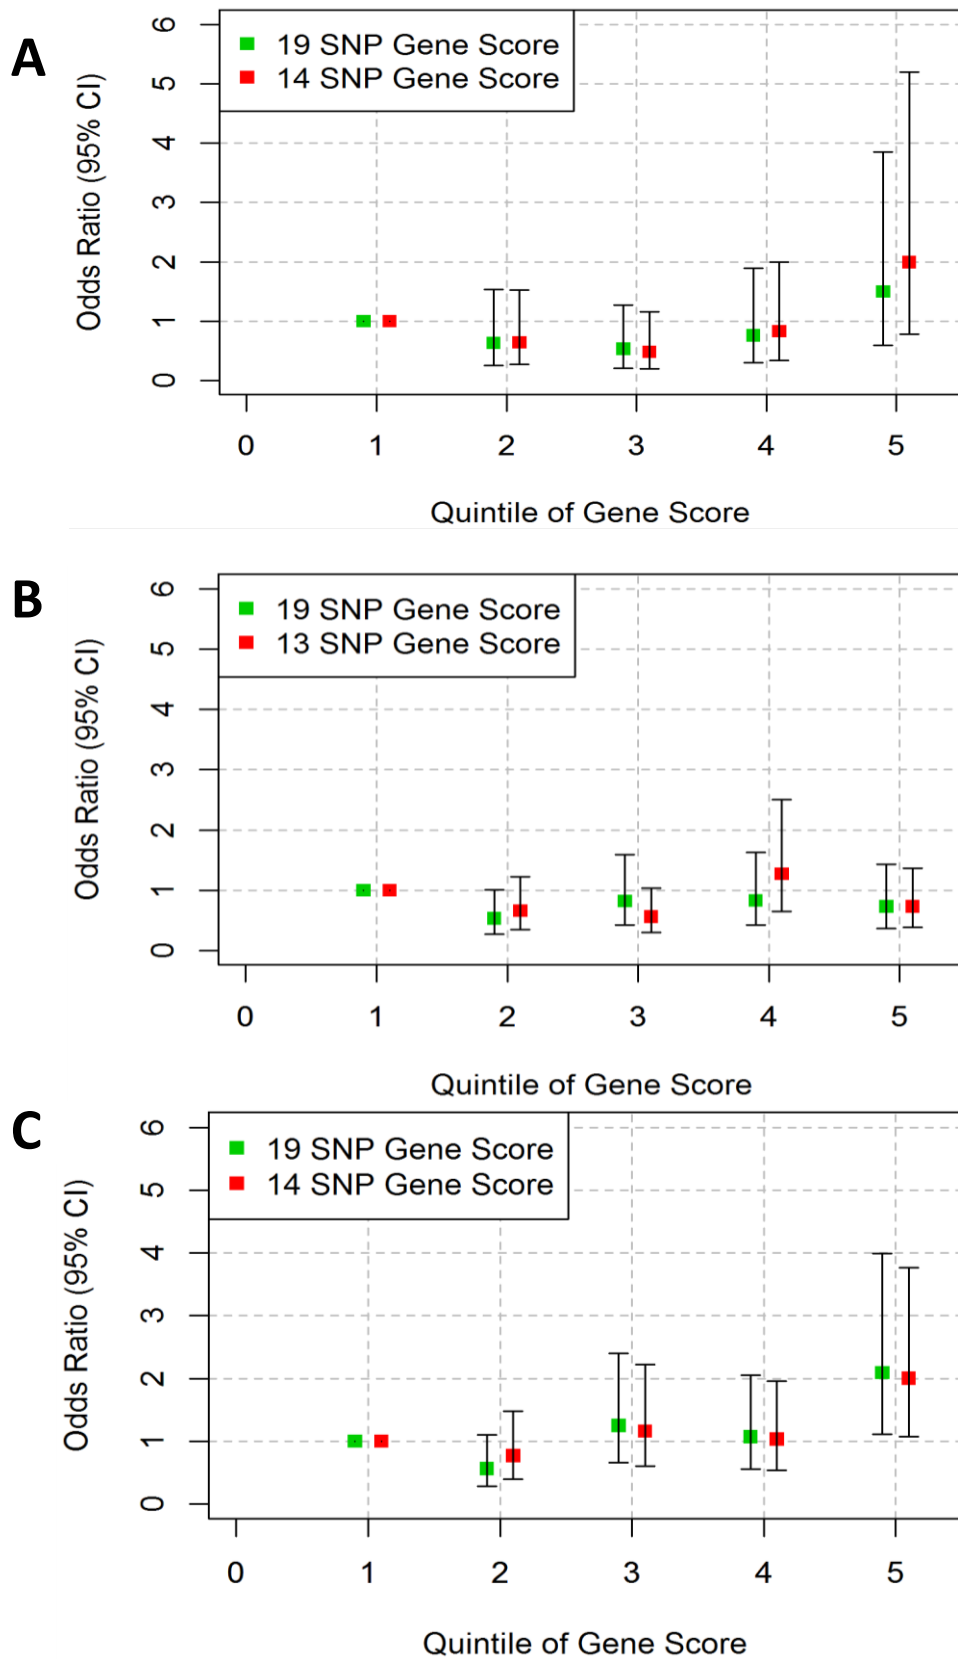 A
19 SNP Gene Score
14 SNP Gene Score
Odds Ratio (95% CI)
6
5
4
3
2
1
0
0 1 2 3 4 5
Quintile of Gene Score
B
19 SNP Gene Score
13 SNP Gene Score
Odds Ratio (95% CI)
6
5
4
3
2
1
0
0 1 2 3 4 5
Quintile of Gene Score
C
19 SNP Gene Score
14 SNP Gene Score
Odds Ratio (95% CI)
6
5
4
3
2
1
0
0 1 2 3 4 5
Quintile of Gene Score